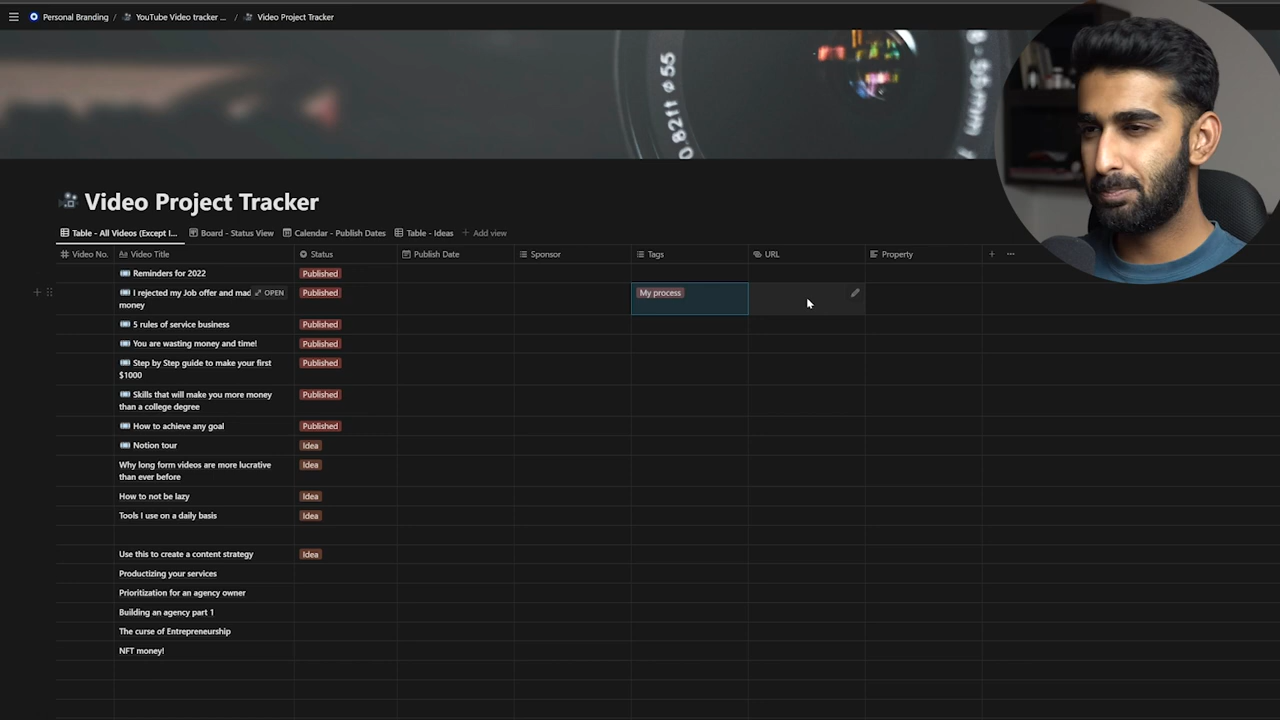 Personal Branding / YouTube Video tracker ... / Video Project Tracker
0.82ft ø55
Video Project Tracker
Table - All Videos (Except I... Board - Status View Calendar - Publish Dates Table - Ideas + Add view
Video No. Video Title Status Publish Date Sponsor Tags URL Property
Reminders for 2022 Published
I rejected my Job offer and mad OPEN Published My process
money
5 rules of service business Published
You are wasting money and time! Published
Step by Step guide to make your first Published
$1000
Skills that will make you more money Published
than a college degree
How to achieve any goal Published
Notion tour Idea
Why long form videos are more lucrative Idea
than ever before
How to not be lazy Idea
Tools I use on a daily basis Idea
Use this to create a content strategy Idea
Productizing your services
Prioritization for an agency owner
Building an agency part 1
The curse of Entrepreneurship
NFT money!